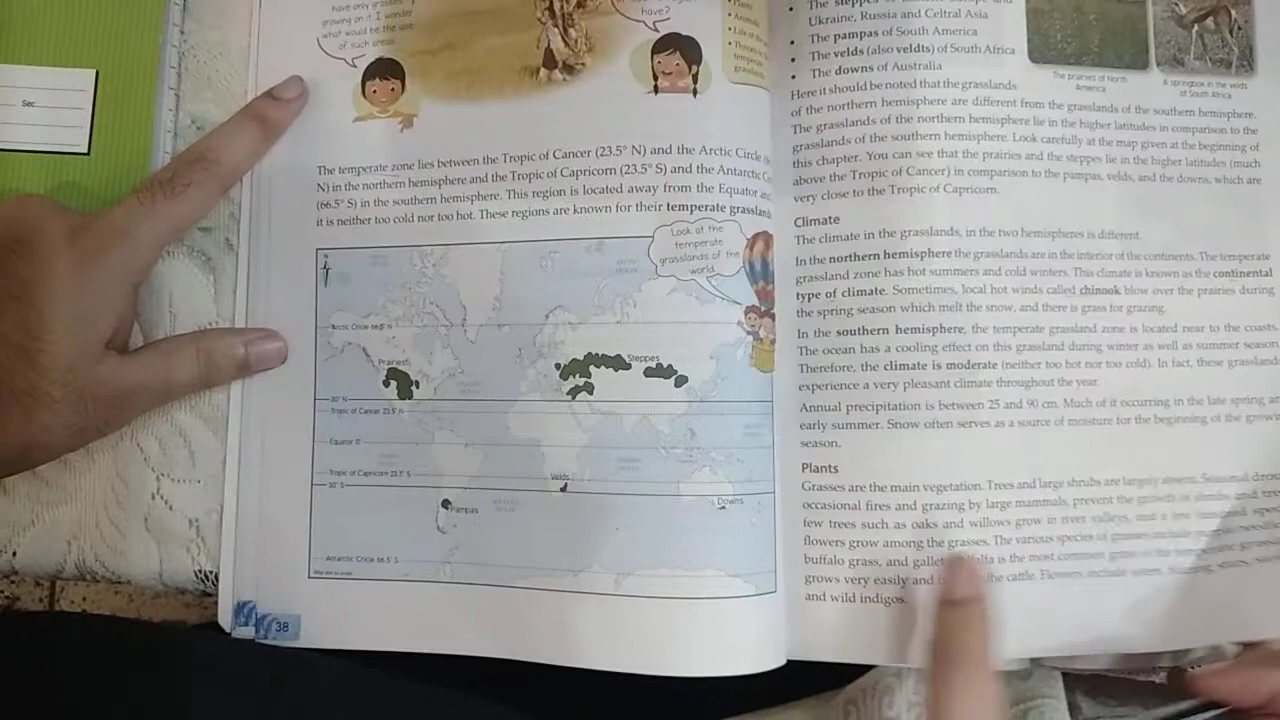 Sec.
have only grasses
growing on it. I wonder
what would be the use
of such areas.
have?
The temperate zone lies between the Tropic of Cancer (23.5° N) and the Arctic Circle
N) in the northern hemisphere and the Tropic of Capricorn (23.5° S) and the Antarctic
(66.5° S) in the southern hemisphere. This region is located away from the Equator and
it is neither too cold nor too hot. These regions are known for their temperate
Look at the
temperate
grasslands of the
world.
N
Arctic Circle 66.5° N
Prairies
Steppes
30° N
Tropic of Cancer 23.5° N
Equator 0°
Tropic of Capricorn 23.5° S
30° S
Velds
Pampas
Downs
Antarctic Circle 66.5° S
38
Ukraine, Russia and Celtral Asia
• The pampas of South America
• The velds (also veldts) of South Africa
• The downs of Australia
The prairies of North
America
A springbok in the velds
of South Africa
Here it should be noted that the grasslands
of the northern hemisphere are different from the grasslands of the southern hemisphere.
The grasslands of the northern hemisphere lie in the higher latitudes in comparison to the
grasslands of the southern hemisphere. Look carefully at the map given at the beginning of
this chapter. You can see that the prairies and the steppes lie in the higher latitudes (much
above the Tropic of Cancer) in comparison to the pampas, velds, and the downs, which are
very close to the Tropic of Capricorn.
Climate
The climate in the grasslands, in the two hemispheres is different.
In the northern hemisphere the grasslands are in the interior of the continents. The temperate
grassland zone has hot summers and cold winters. This climate is known as the continental
type of climate. Sometimes, local hot winds called chinook blow over the prairies during
the spring season which melt the snow, and there is grass for grazing.
In the southern hemisphere, the temperate grassland zone is located near to the coasts.
The ocean has a cooling effect on this grassland during winter as well as summer season.
Therefore, the climate is moderate (neither too hot nor too cold). In fact, these
experience a very pleasant climate throughout the year.
Annual precipitation is between 25 and 90 cm. Much of it occurring in the late spring
early summer. Snow often serves as a source of moisture for the beginning of the
season.
Plants
Grasses are the main vegetation. Trees and large shrubs are largely absent. Seasonal
occasional fires and grazing by large mammals, prevent the
few trees such as oaks and willows grow in river valleys, and a few hundred
flowers grow among the grasses. The various species of grasses
buffalo grass, and is the most common
grows very easily and the cattle. Flowers include
and wild indigos.